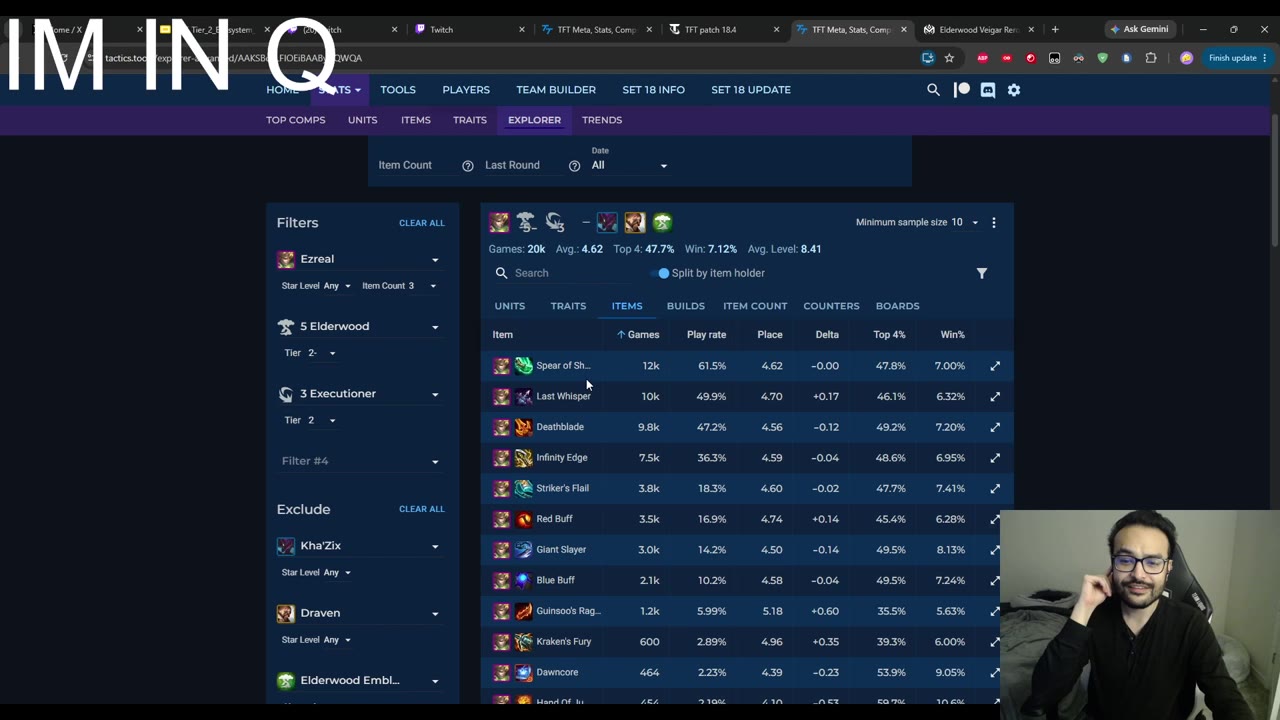 IM IN Q
Twitch
TFT Meta, Stats, Comp
TFT patch 18.4
TFT Meta, Stats, Comp
Elderwood Veigar Rer
Ask Gemini
Finish update
HOME
STATS
TOOLS
PLAYERS
TEAM BUILDER
SET 18 INFO
SET 18 UPDATE
TOP COMPS
UNITS
ITEMS
TRAITS
EXPLORER
TRENDS
Item Count
Last Round
Date
All
Filters
CLEAR ALL
Ezreal
Star Level Any
Item Count 3
5 Elderwood
Tier 2-
3 Executioner
Tier 2
Filter #4
Exclude
CLEAR ALL
Kha'Zix
Star Level Any
Draven
Star Level Any
Elderwood Embl...
Minimum sample size 10
Games: 20k Avg.: 4.62 Top 4: 47.7% Win: 7.12% Avg. Level: 8.41
Search
Split by item holder
UNITS TRAITS ITEMS BUILDS ITEM COUNT COUNTERS BOARDS
Item Games Play rate Place Delta Top 4% Win%
Spear of Sh... 12k 61.5% 4.62 -0.00 47.8% 7.00%
Last Whisper 10k 49.9% 4.70 +0.17 46.1% 6.32%
Deathblade 9.8k 47.2% 4.56 -0.12 49.2% 7.20%
Infinity Edge 7.5k 36.3% 4.59 -0.04 48.6% 6.95%
Striker's Flail 3.8k 18.3% 4.60 -0.02 47.7% 7.41%
Red Buff 3.5k 16.9% 4.74 +0.14 45.4% 6.28%
Giant Slayer 3.0k 14.2% 4.50 -0.14 49.5% 8.13%
Blue Buff 2.1k 10.2% 4.58 -0.04 49.5% 7.24%
Guinsoo's Rag... 1.2k 5.99% 5.18 +0.60 35.5% 5.63%
Kraken's Fury 600 2.89% 4.96 +0.35 39.3% 6.00%
Dawncore 464 2.23% 4.39 -0.23 53.9% 9.05%